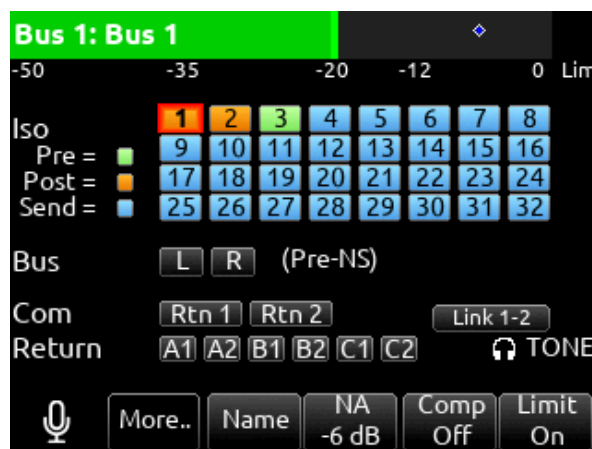 Bus 1: Bus 1
-50 -35 -20 -12 0 Lim
Iso 1 2 3 4 5 6 7 8
Pre = 9 10 11 12 13 14 15 16
Post = 17 18 19 20 21 22 23 24
Send = 25 26 27 28 29 30 31 32
Bus L R (Pre-NS)
Com Rtn 1 Rtn 2 Link 1-2
Return A1 A2 B1 B2 C1 C2 TONE
More.. Name NA Comp Limit
-6 dB Off On